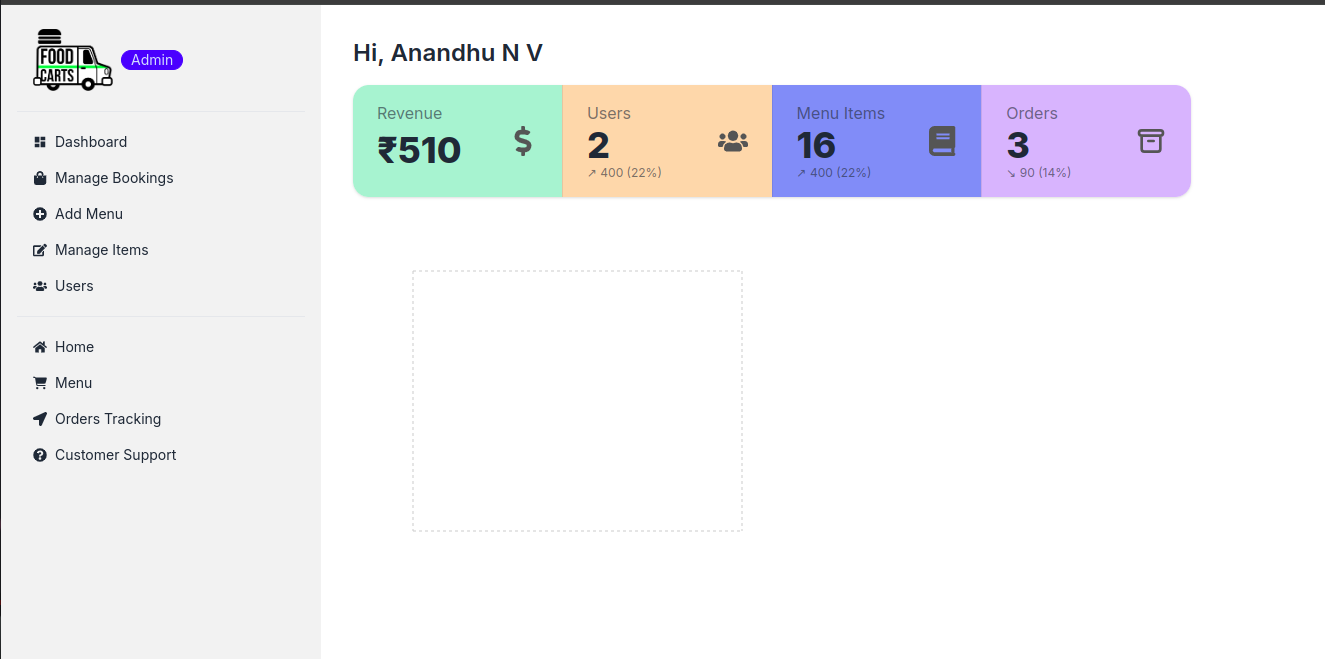 FOOD
CARTS
Admin
Dashboard
Manage Bookings
Add Menu
Manage Items
Users
Home
Menu
Orders Tracking
Customer Support
Hi, Anandhu N V
Revenue
₹510
$
Users
2
↗︎ 400 (22%)
Menu Items
16
↗︎ 400 (22%)
Orders
3
↘︎ 90 (14%)